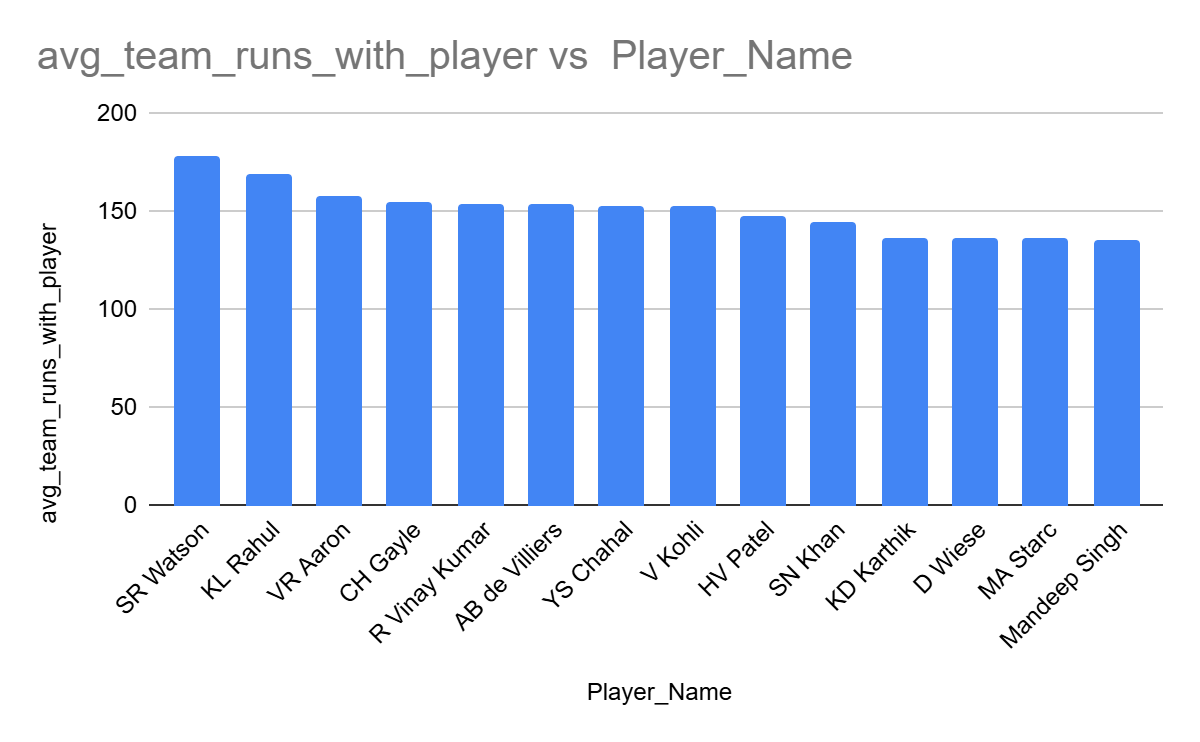 avg_team_runs_with_player vs  Player_Name
avg_team_runs_with_player
200
150
100
50
0
SR Watson
KL Rahul
VR Aaron
CH Gayle
R Vinay Kumar
AB de Villiers
YS Chahal
V Kohli
HV Patel
SN Khan
KD Karthik
D Wiese
MA Starc
Mandeep Singh
Player_Name